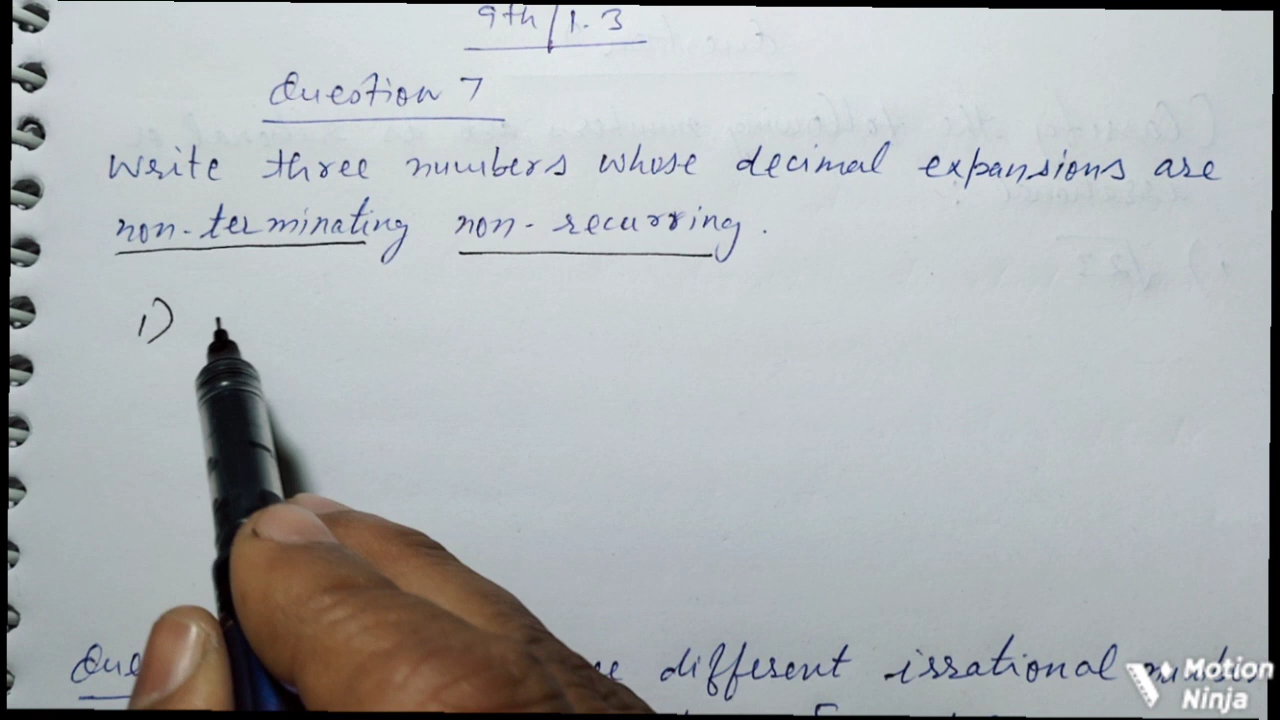 9th/1.3
Question 7
Write three numbers whose decimal expansions are
non-terminating non-recurring.
1)
different irrational
Motion
Ninja